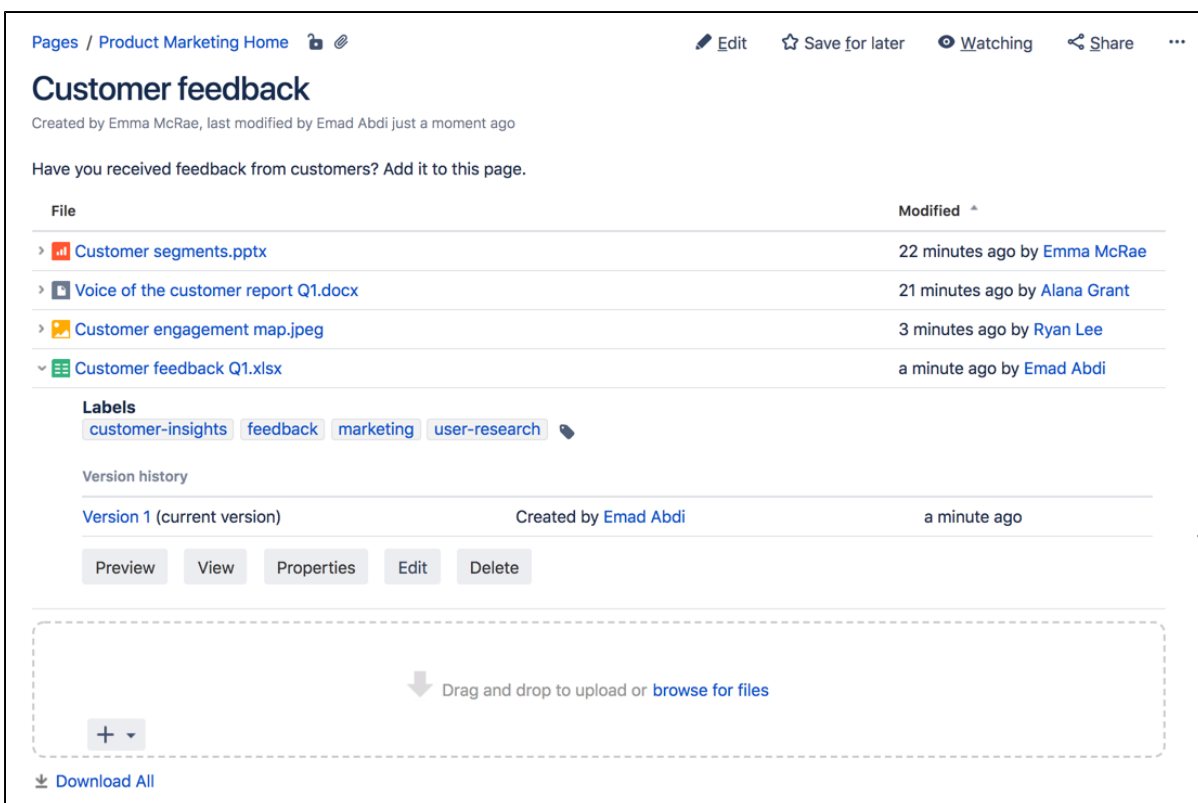 Pages / Product Marketing Home Edit Save for later Watching Share ...
Customer feedback
Created by Emma McRae, last modified by Emad Abdi just a moment ago
Have you received feedback from customers? Add it to this page.
File Modified
Customer segments.pptx 22 minutes ago by Emma McRae
Voice of the customer report Q1.docx 21 minutes ago by Alana Grant
Customer engagement map.jpeg 3 minutes ago by Ryan Lee
Customer feedback Q1.xlsx a minute ago by Emad Abdi
Labels
customer-insights feedback marketing user-research
Version history
Version 1 (current version) Created by Emad Abdi a minute ago
Preview View Properties Edit Delete
Drag and drop to upload or browse for files
Download All